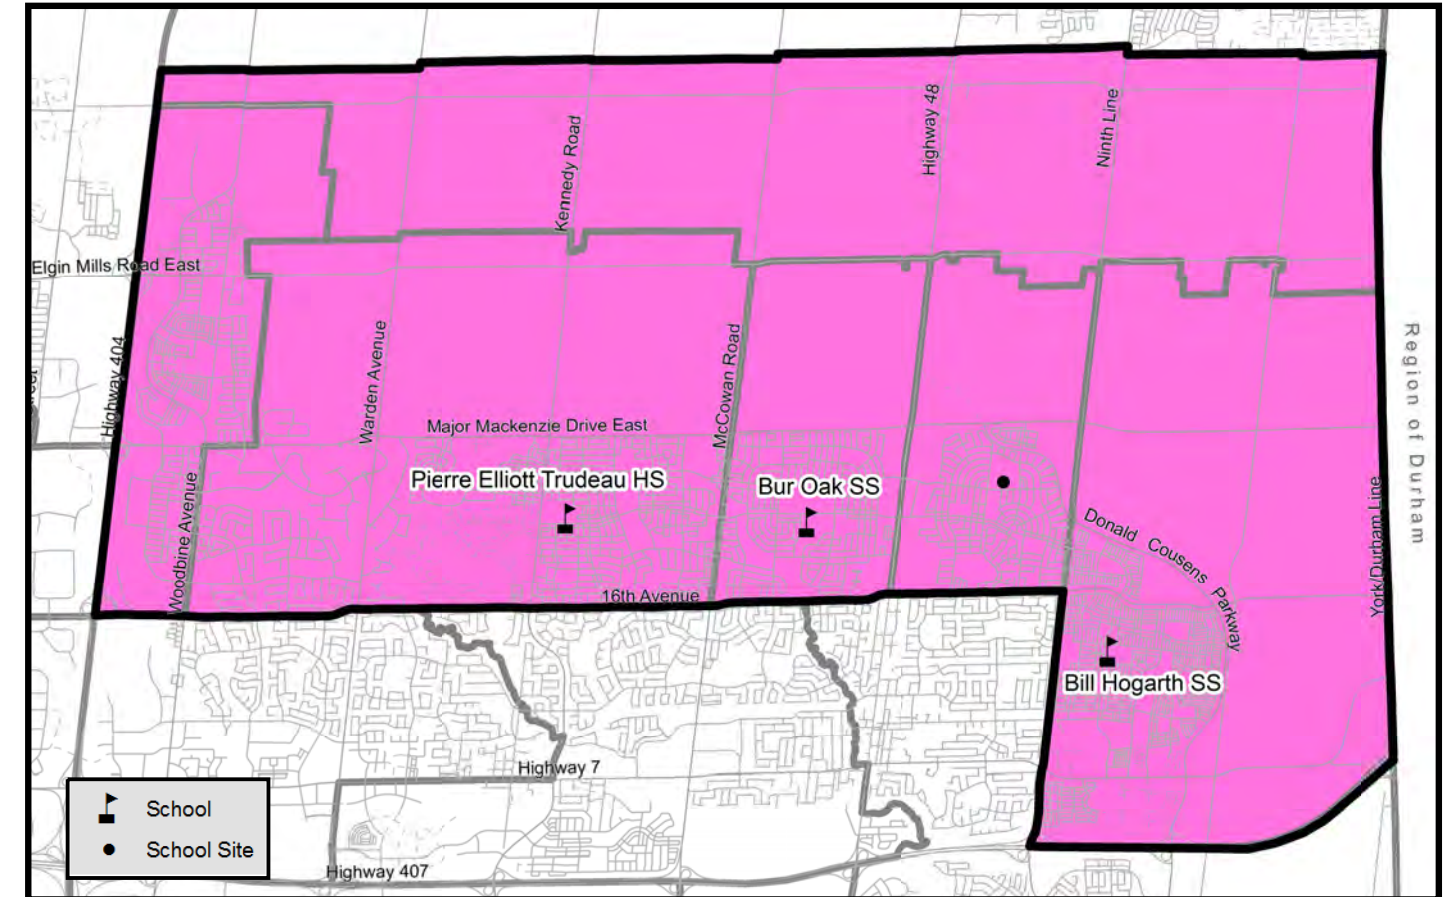 Kennedy Road
Highway 48
Ninth Line
Elgin Mills Road East
Highway 404
Warden Avenue
McCowan Road
Region of Durham
Major Mackenzie Drive East
Pierre Elliott Trudeau HS
Bur Oak SS
Woodbine Avenue
Donald Cousens Parkway
York/Durham Line
16th Avenue
Bill Hogarth SS
Highway 7
School
School Site
Highway 407